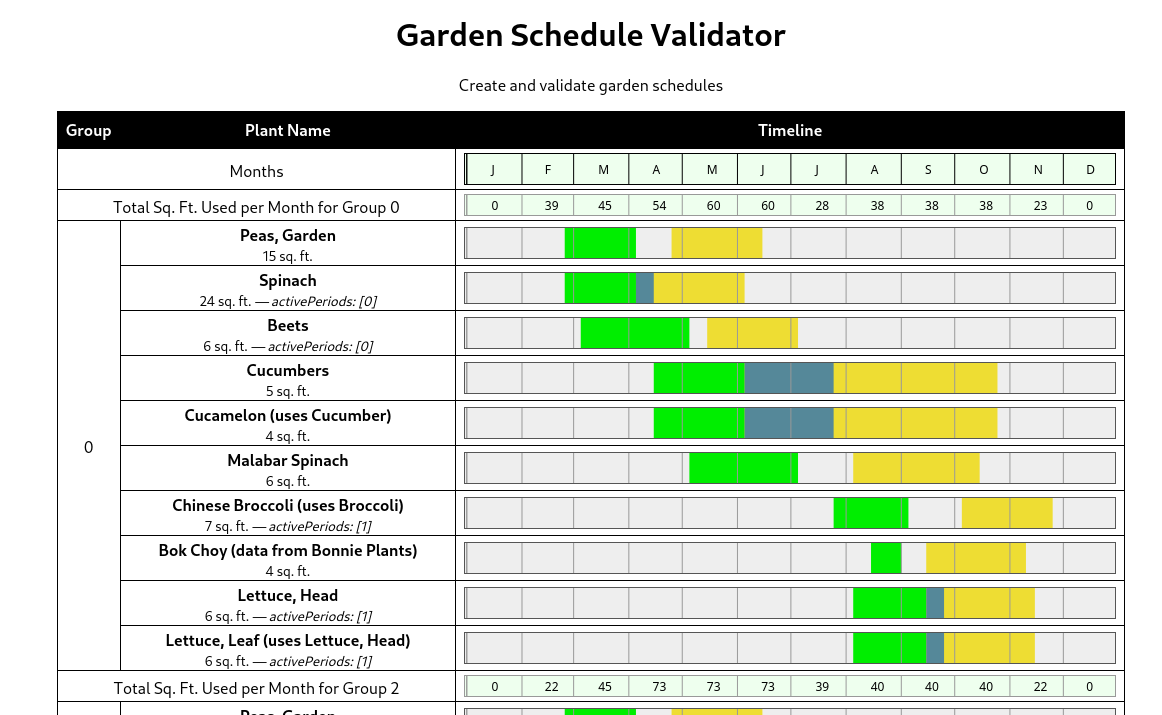 Garden Schedule Validator
Create and validate garden schedules
Group Plant Name Timeline
Months J F M A M J J A S O N D
Total Sq. Ft. Used per Month for Group 0 0 39 45 54 60 60 28 38 38 38 23 0
0
Peas, Garden
15 sq. ft.
Spinach
24 sq. ft. — activePeriods: [0]
Beets
6 sq. ft. — activePeriods: [0]
Cucumbers
5 sq. ft.
Cucamelon (uses Cucumber)
4 sq. ft.
Malabar Spinach
6 sq. ft.
Chinese Broccoli (uses Broccoli)
7 sq. ft. — activePeriods: [1]
Bok Choy (data from Bonnie Plants)
4 sq. ft.
Lettuce, Head
6 sq. ft. — activePeriods: [1]
Lettuce, Leaf (uses Lettuce, Head)
6 sq. ft. — activePeriods: [1]
Total Sq. Ft. Used per Month for Group 2 0 22 45 73 73 73 39 40 40 40 22 0
Peas, Garden